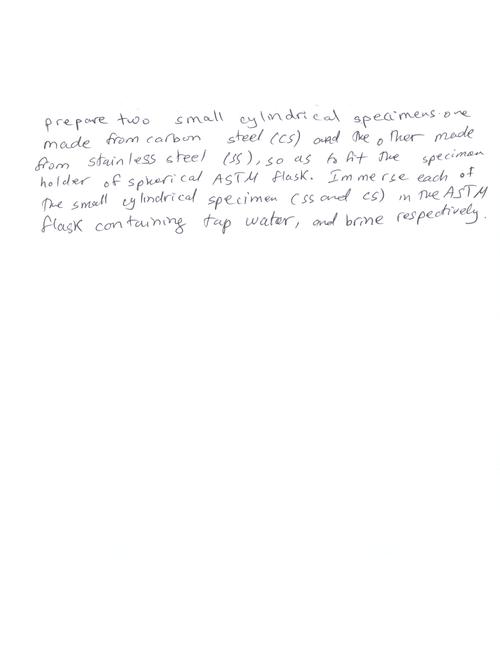 prepare two small cylindrical specimens. one
made from carbon steel (CS) and the other made
from stainless steel (SS), so as to fit the specimen
holder of spherical ASTM flask. Immerse each of
the small cylindrical specimen (SS and CS) in the ASTM
flask containing tap water, and brine respectively.